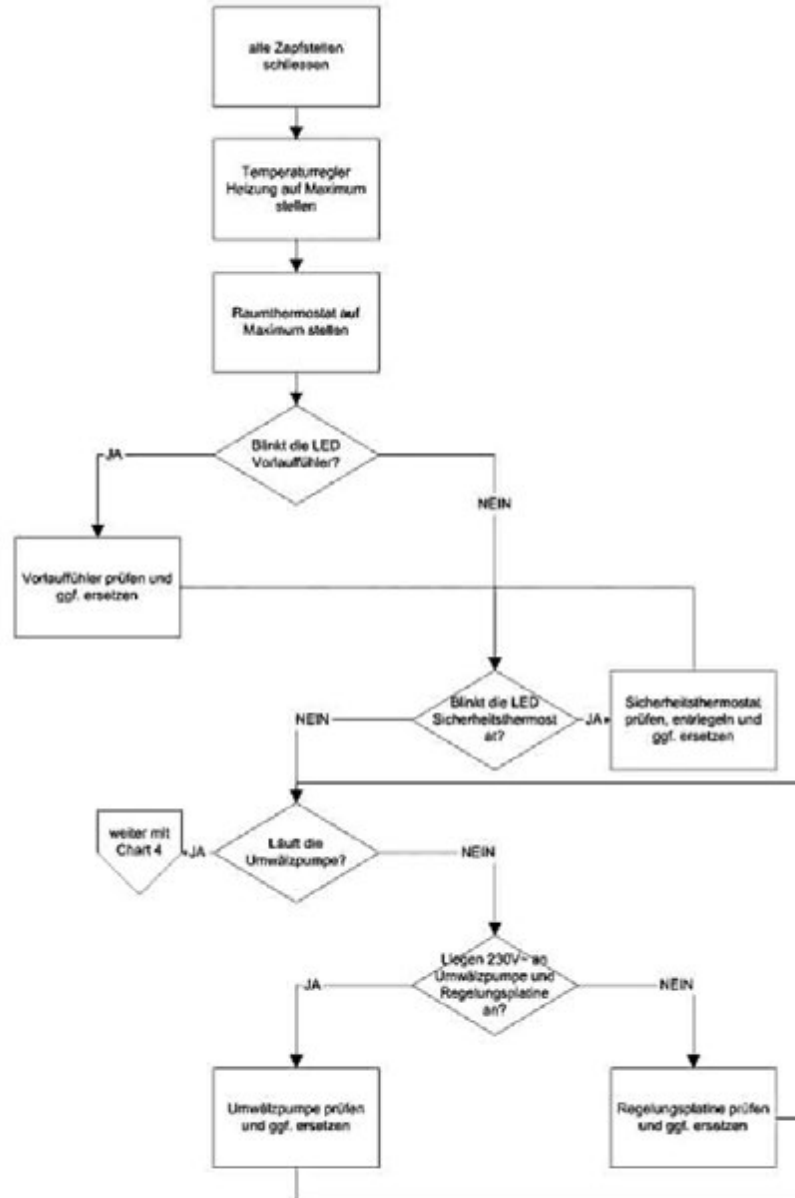 alle Zapfstellen
schliessen
Temperaturregler
Heizung auf Maximum
stellen
Raumthermostat auf
Maximum stellen
Blinkt die LED
Vorlauffühler?
JA
NEIN
Vorlauffühler prüfen und
ggf. ersetzen
Blinkt die LED
Sicherheitsthermost
at?
NEIN
JA
Sicherheitsthermostat
prüfen, entriegeln und
ggf. ersetzen
weiter mit
Chart 4
JA
Läuft die
Umwälzpumpe?
NEIN
Liegen 230V~ an
Umwälzpumpe und
Regelungsplatine
an?
JA
NEIN
Umwälzpumpe prüfen
und ggf. ersetzen
Regelungsplatine prüfen
und ggf. ersetzen